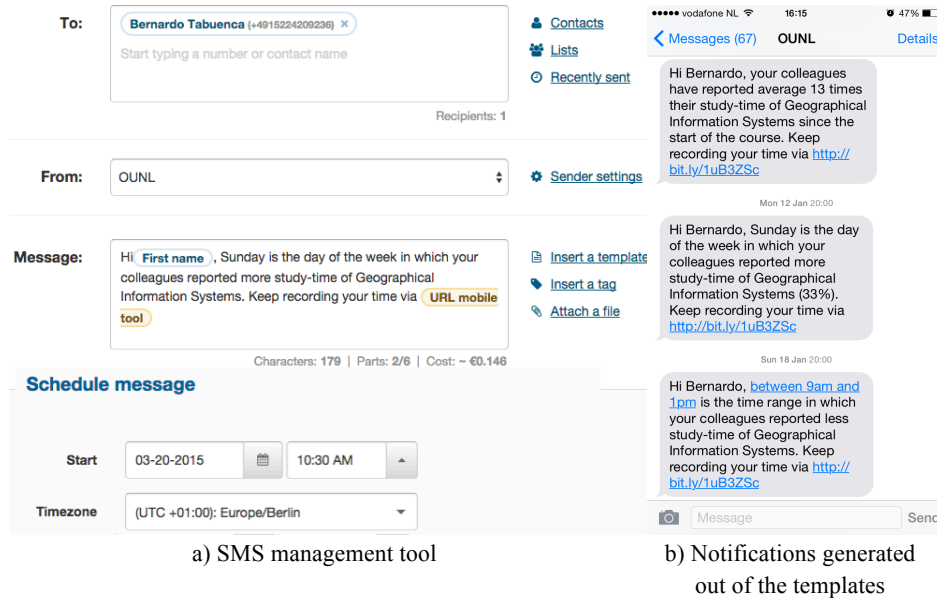 To:
Bernardo Tabuenca (+4915224209236) ×
Start typing a number or contact name
Contacts
Lists
Recently sent
Recipients: 1
From:
OUNL
Sender settings
Message:
Hi First name , Sunday is the day of the week in which your
colleagues reported more study-time of Geographical
Information Systems. Keep recording your time via URL mobile
tool
Insert a template
Insert a tag
Attach a file
Characters: 179 | Parts: 2/6 | Cost: ~ €0.146
Schedule message
Start
03-20-2015
10:30 AM
Timezone
(UTC +01:00): Europe/Berlin
a) SMS management tool
vodafone NL 16:15 47%
Messages (67) OUNL Details
Hi Bernardo, your colleagues
have reported average 13 times
their study-time of Geographical
Information Systems since the
start of the course. Keep
recording your time via http://
bit.ly/1uB3ZSc
Mon 12 Jan 20:00
Hi Bernardo, Sunday is the day
of the week in which your
colleagues reported more
study-time of Geographical
Information Systems (33%).
Keep recording your time via
http://bit.ly/1uB3ZSc
Sun 18 Jan 20:00
Hi Bernardo, between 9am and
1pm is the time range in which
your colleagues reported less
study-time of Geographical
Information Systems. Keep
recording your time via http://
bit.ly/1uB3ZSc
Message
Send
b) Notifications generated
out of the templates